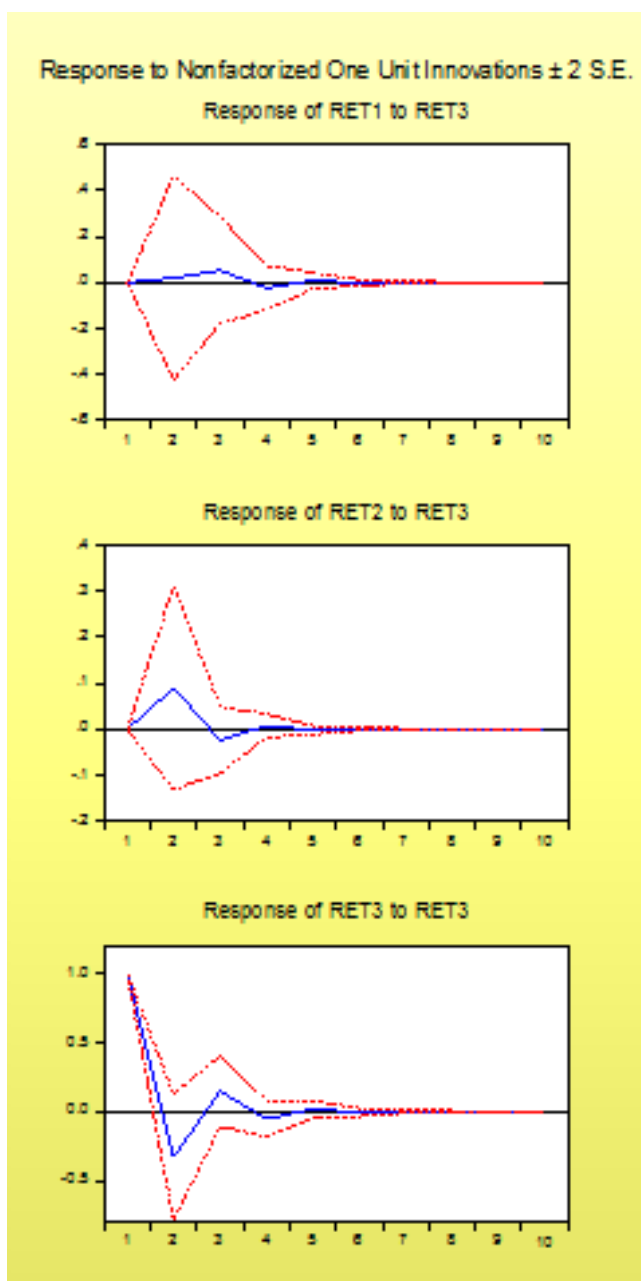 Response to Nonfactorized One Unit Innovations ± 2 S.E.
Response of RET1 to RET3
.6
.4
.2
.0
-.2
-.4
-.6
1 2 3 4 5 6 7 8 9 10
Response of RET2 to RET3
.4
.3
.2
.1
.0
-.1
-.2
1 2 3 4 5 6 7 8 9 10
Response of RET3 to RET3
1.0
0.5
0.0
-0.5
1 2 3 4 5 6 7 8 9 10